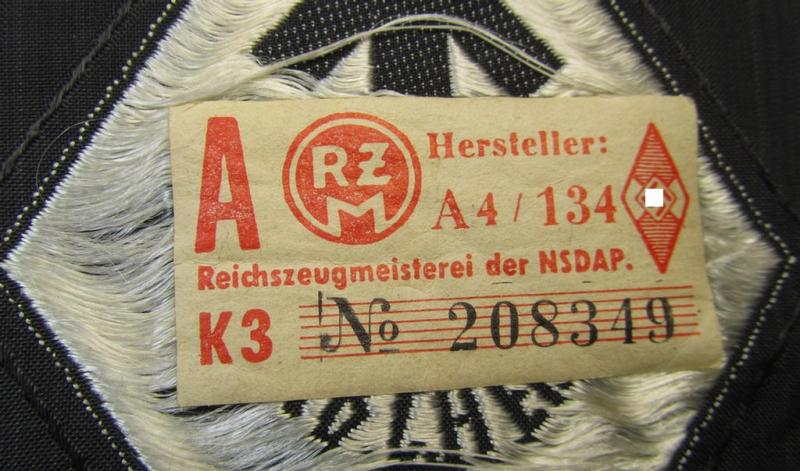 A RZM Hersteller:
A4/134
Reichszeugmeisterei der NSDAP.
K3 No 208349